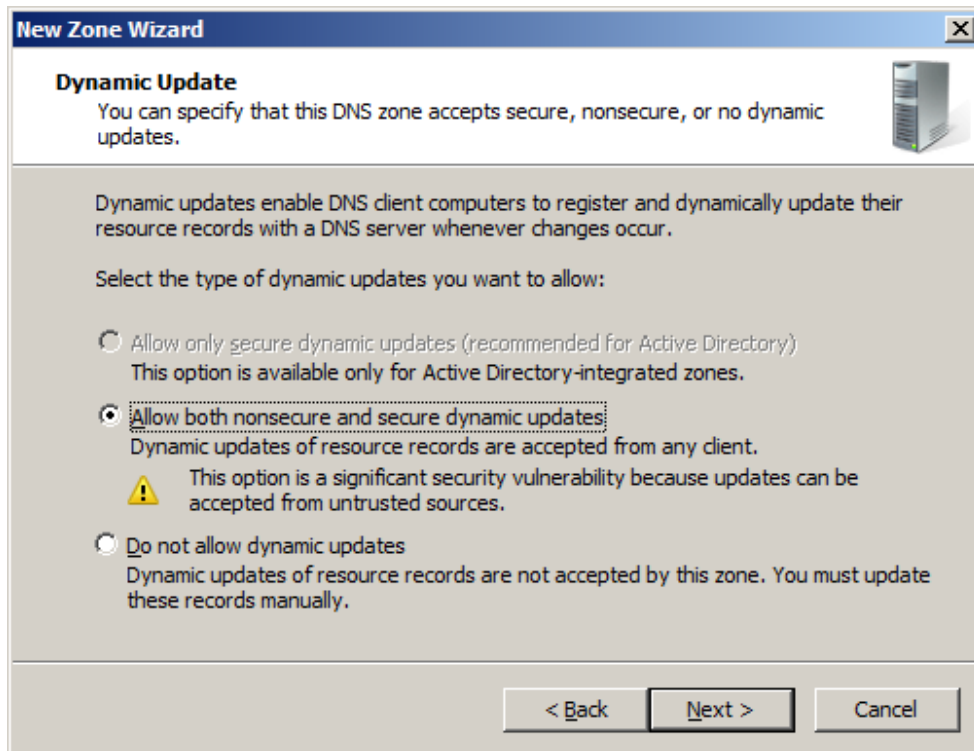 New Zone Wizard
Dynamic Update
You can specify that this DNS zone accepts secure, nonsecure, or no dynamic
updates.
Dynamic updates enable DNS client computers to register and dynamically update their
resource records with a DNS server whenever changes occur.
Select the type of dynamic updates you want to allow:
Allow only secure dynamic updates (recommended for Active Directory)
This option is available only for Active Directory-integrated zones.
Allow both nonsecure and secure dynamic updates
Dynamic updates of resource records are accepted from any client.
This option is a significant security vulnerability because updates can be
accepted from untrusted sources.
Do not allow dynamic updates
Dynamic updates of resource records are not accepted by this zone. You must update
these records manually.
< Back
Next >
Cancel